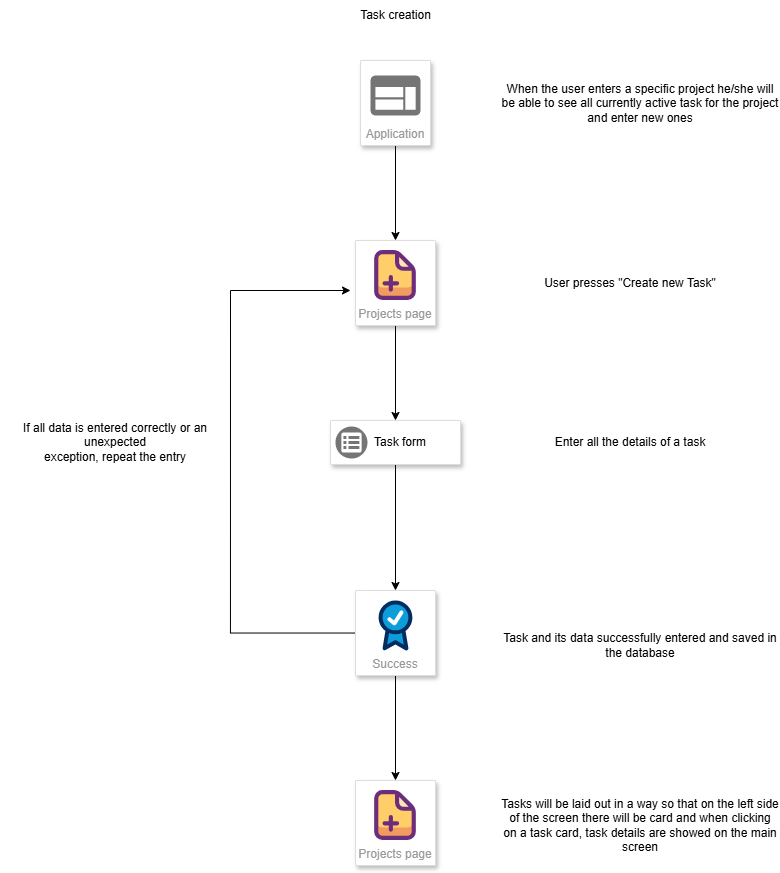 Task creation
When the user enters a specific project he/she will
be able to see all currently active task for the project
and enter new ones
Application
User presses "Create new Task"
Projects page
If all data is entered correctly or an
unexpected
exception, repeat the entry
Task form
Enter all the details of a task
Task and its data successfully entered and saved in
the database
Success
Tasks will be laid out in a way so that on the left side
of the screen there will be card and when clicking
on a task card, task details are showed on the main
screen
Projects page